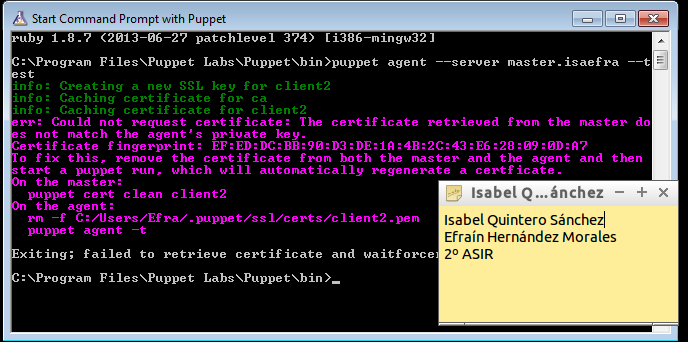 Start Command Prompt with Puppet
ruby 1.8.7 (2013-06-27 patchlevel 374) [i386-mingw32]
C:\Program Files\Puppet Labs\Puppet\bin>puppet agent --server master.isaefra --t
est
info: Creating a new SSL key for client2
info: Caching certificate for ca
info: Caching certificate for client2
err: Could not request certificate: The certificate retrieved from the master do
es not match the agent's private key.
Certificate fingerprint: EF:ED:DC:BB:90:D3:DE:1A:4B:2C:43:E6:28:09:0D:A7
To fix this, remove the certificate from both the master and the agent and then
start a puppet run, which will automatically regenerate a certficate.
On the master:
  puppet cert clean client2
On the agent:
  rm -f C:/Users/Efra/.puppet/ssl/certs/client2.pem
  puppet agent -t
Exiting; failed to retrieve certificate and waitforcer
C:\Program Files\Puppet Labs\Puppet\bin>_
Isabel Q...ánchez
Isabel Quintero Sánchez
Efraín Hernández Morales
2º ASIR